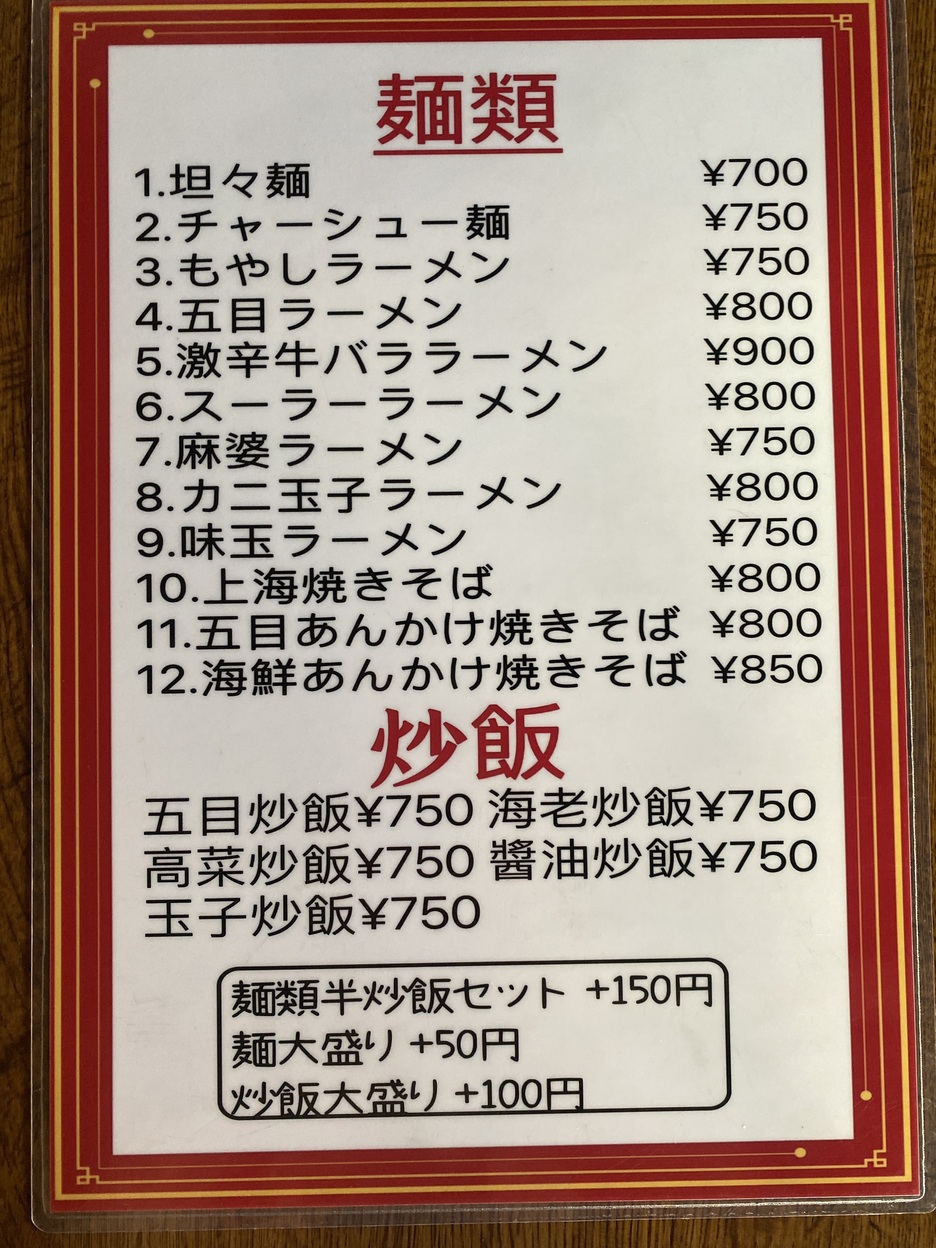 麺類
1.坦々麺 ¥700
2.チャーシュー麺 ¥750
3.もやしラーメン ¥750
4.五目ラーメン ¥800
5.激辛牛バララーメン ¥900
6.スーラーラーメン ¥800
7.麻婆ラーメン ¥750
8.カニ玉子ラーメン ¥800
9.味玉ラーメン ¥750
10.上海焼きそば ¥800
11.五目あんかけ焼きそば ¥800
12.海鮮あんかけ焼きそば ¥850
炒飯
五目炒飯¥750 海老炒飯¥750
高菜炒飯¥750 醬油炒飯¥750
玉子炒飯¥750
麺類半炒飯セット +150円
麺大盛り +50円
炒飯大盛り +100円